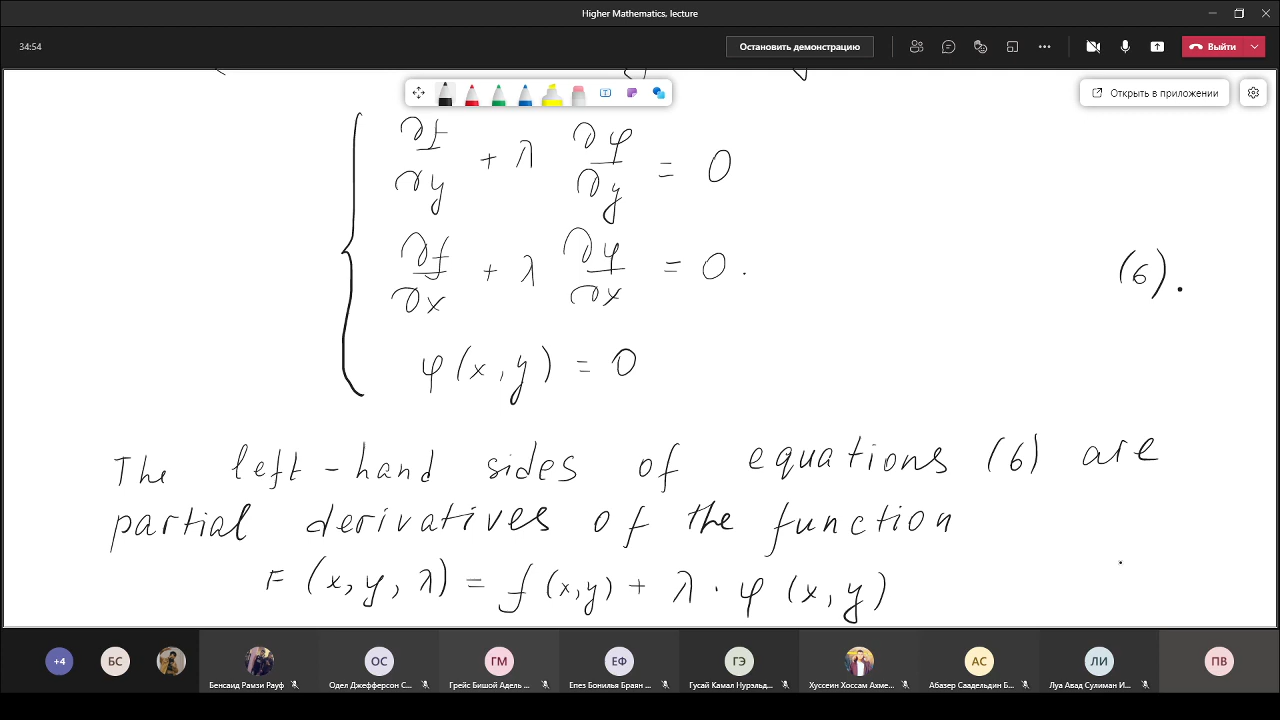 Higher Mathematics, lecture
34:54
Остановить демонстрацию
Выйти
Открыть в приложении
∂f/∂y + λ ∂φ/∂y = 0
∂f/∂x + λ ∂φ/∂x = 0.
(6).
φ(x,y) = 0
The left-hand sides of equations (6) are
partial derivatives of the function
F(x,y,λ) = f(x,y) + λ·φ(x,y)
+4
БС
ОС
ГМ
ЕФ
ГЭ
АС
ЛИ
ПВ
Бенсаид Рамзи Рауф
Одел Джефферсон С...
Грейс Бишой Адель ...
Епез Бонилья Браян ...
Гусай Камал Нурэльд...
Хуссеин Хоссам Ахме...
Абазер Саадельдин Б...
Луа Авад Сулиман И...